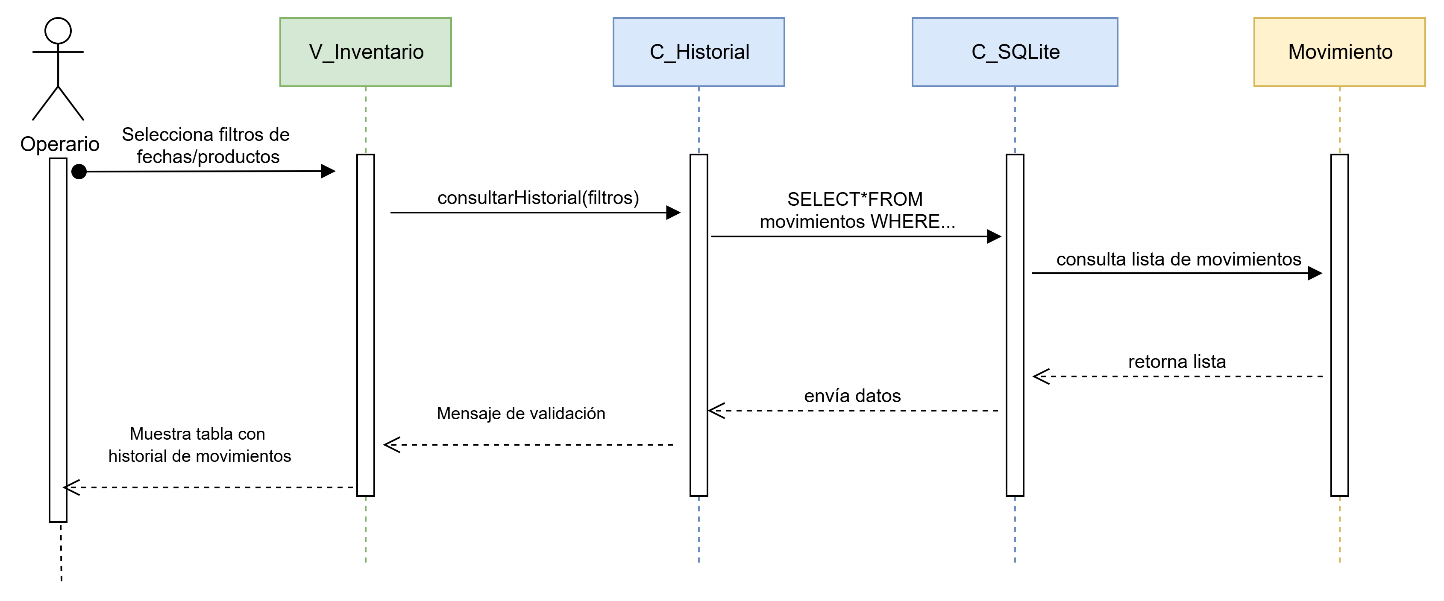 V_Inventario
C_Historial
C_SQLite
Movimiento
Operario
Selecciona filtros de
fechas/productos
consultarHistorial(filtros)
SELECT*FROM
movimientos WHERE...
consulta lista de movimientos
retorna lista
envía datos
Mensaje de validación
Muestra tabla con
historial de movimientos